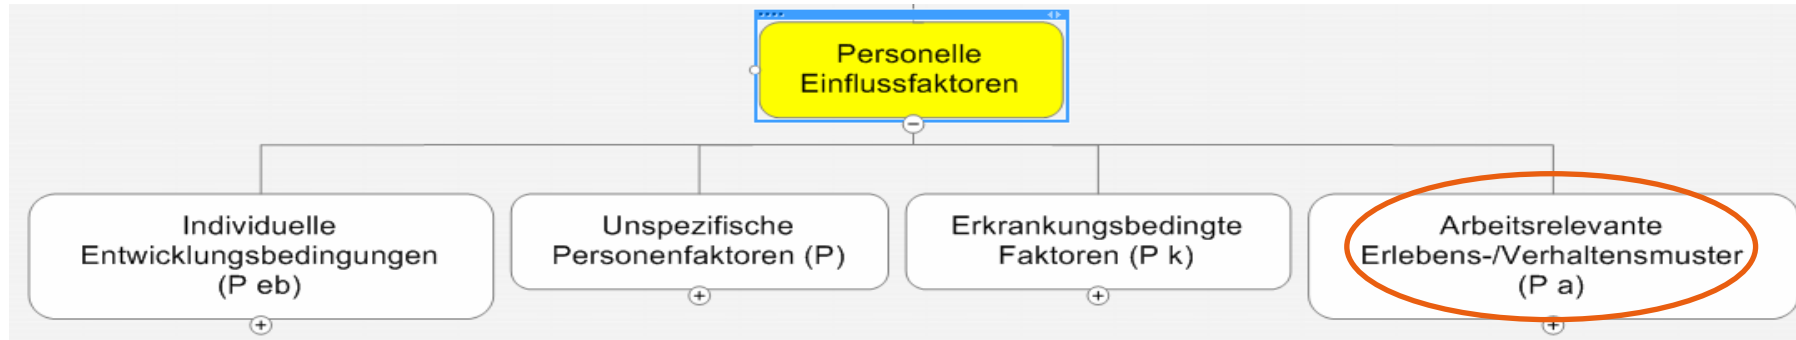 Personelle
Einflussfaktoren
Individuelle
Entwicklungsbedingungen
(P eb)
Unspezifische
Personenfaktoren (P)
Erkrankungsbedingte
Faktoren (P k)
Arbeitsrelevante
Erlebens-/Verhaltensmuster
(P a)